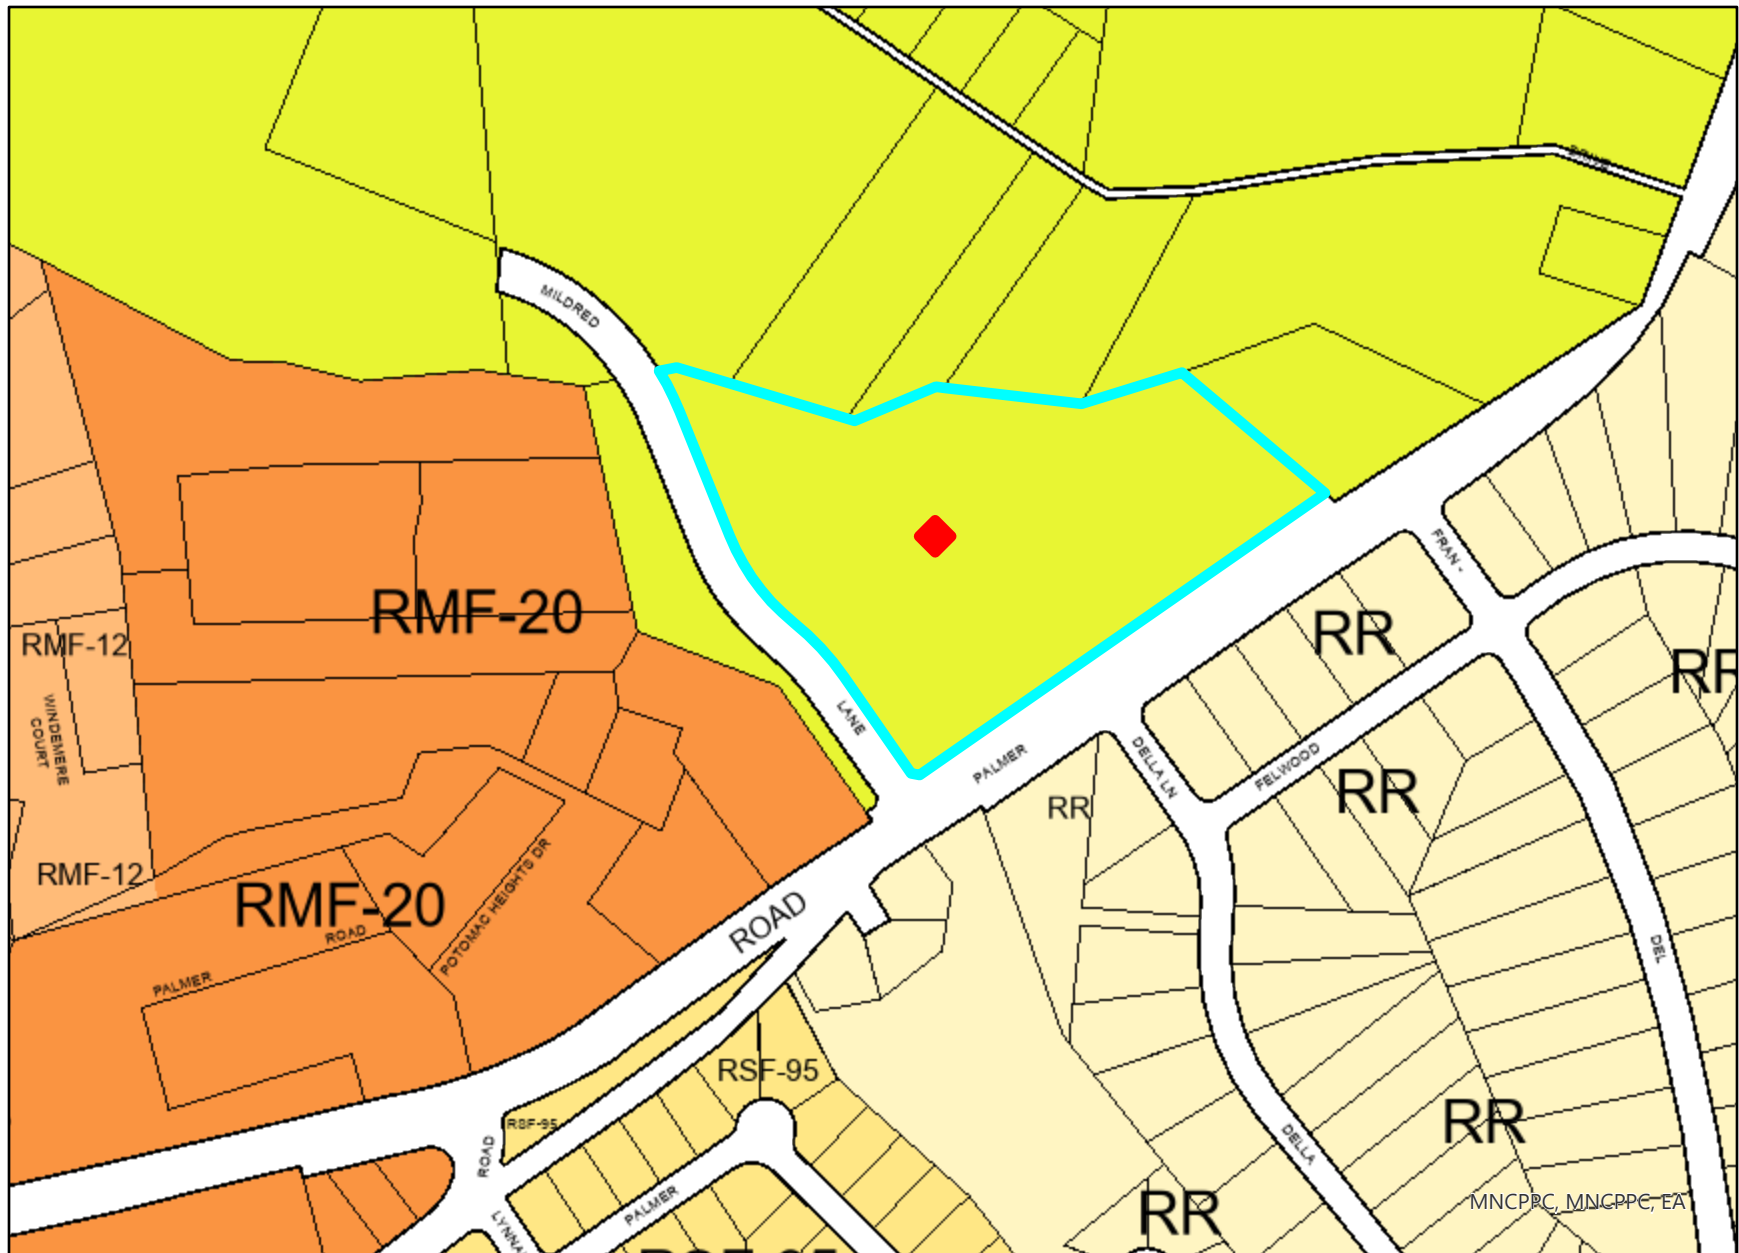 MILDRED
FRAN -
RMF-20
RR
RMF-12
RR
WINDEMERE
COURT
LANE
PALMER
DELLA LN
FELWOOD
RR
RR
RMF-12
RMF-20
ROAD
POTOMAC HEIGHTS DR
ROAD
PALMER
DEL
RSF-95
RSF-95
ROAD
DELLA
RR
PALMER
RR
MNCPPC, MNCPPC, EA